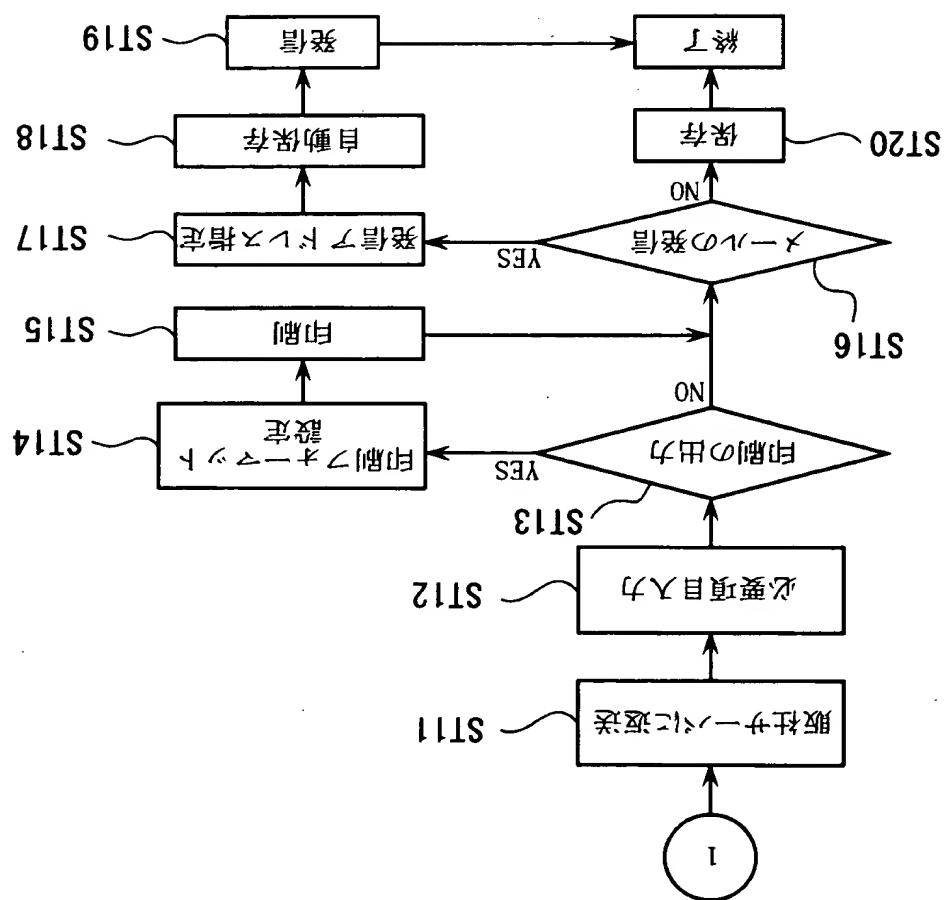 1
販社サーバに返送
ST11
必要項目入力
ST12
印刷の出力
ST13
YES
NO
印刷フォーマット
設定
ST14
印刷
ST15
メールの発信
ST16
YES
NO
発信アドレス指定
ST17
自動保存
ST18
発信
ST19
保存
ST20
終了